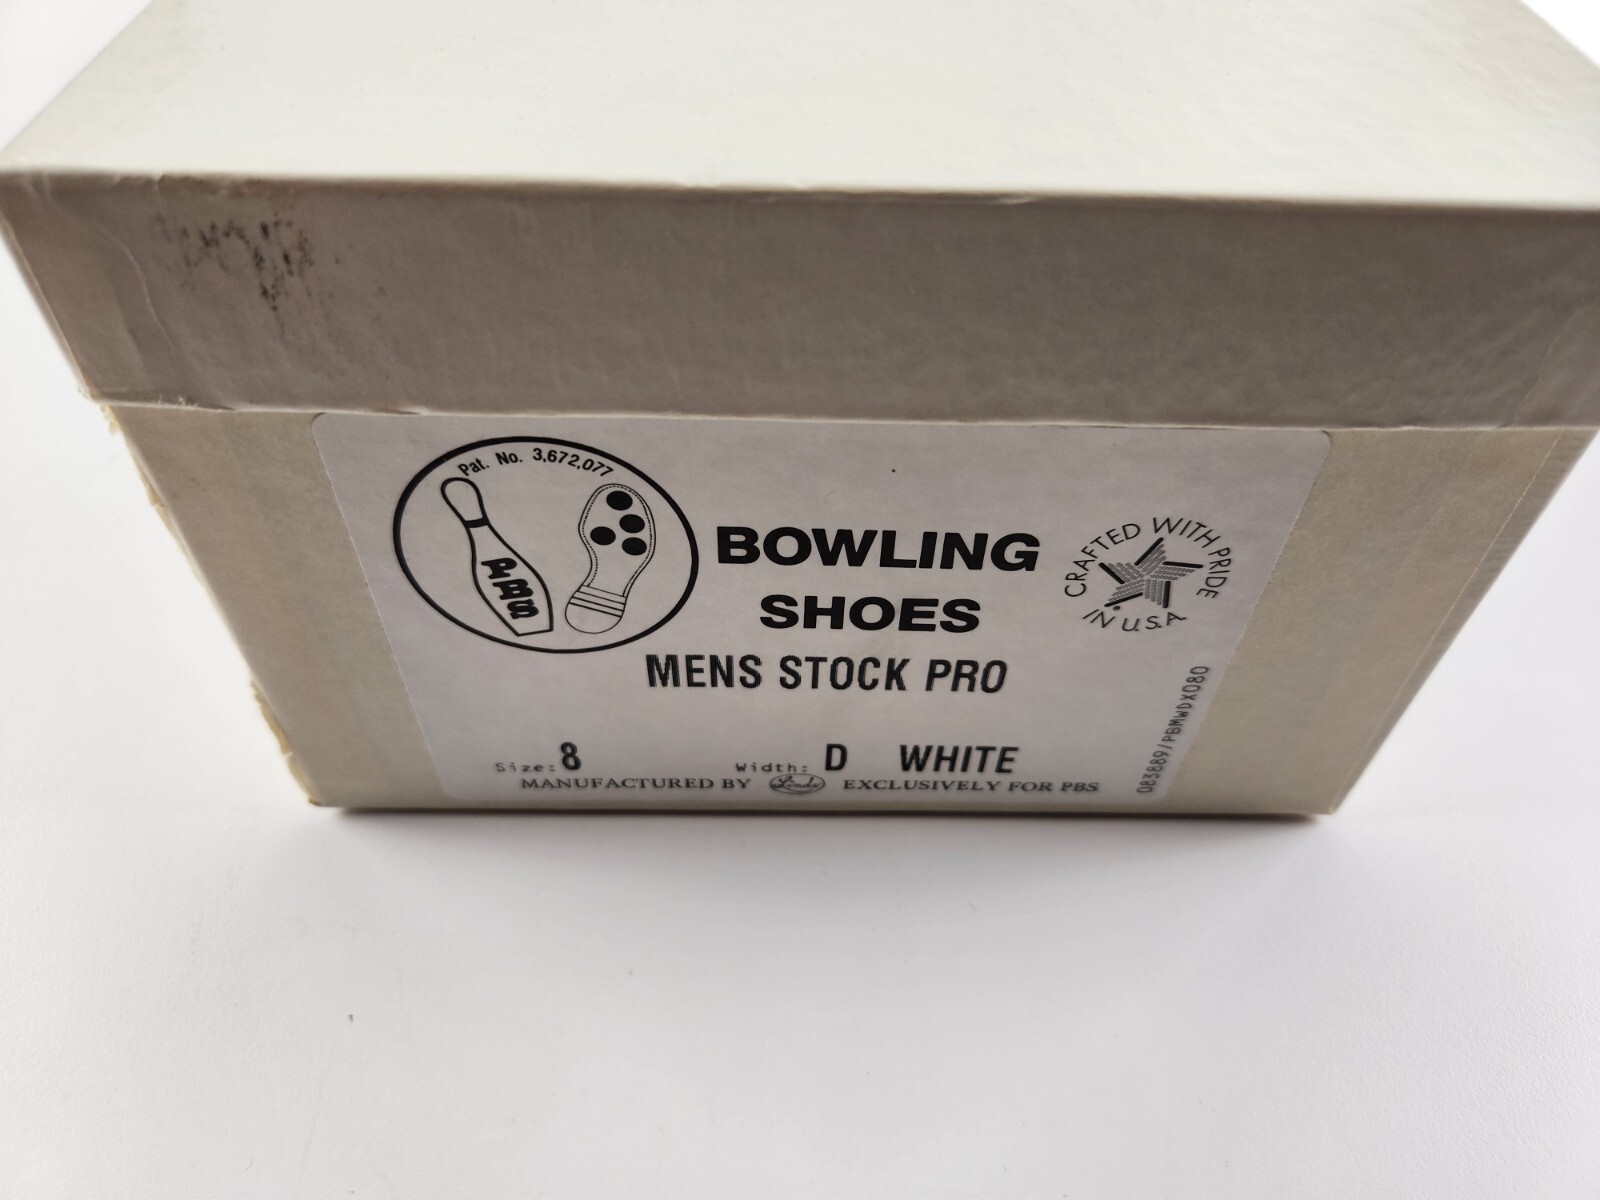 Pat. No. 3,672,077
PBS
BOWLING
SHOES
CRAFTED WITH PRIDE
IN U.S.A.
MENS STOCK PRO
Size: 8 Width: D WHITE
MANUFACTURED BY Linds EXCLUSIVELY FOR PBS
083889/PBMWDX080